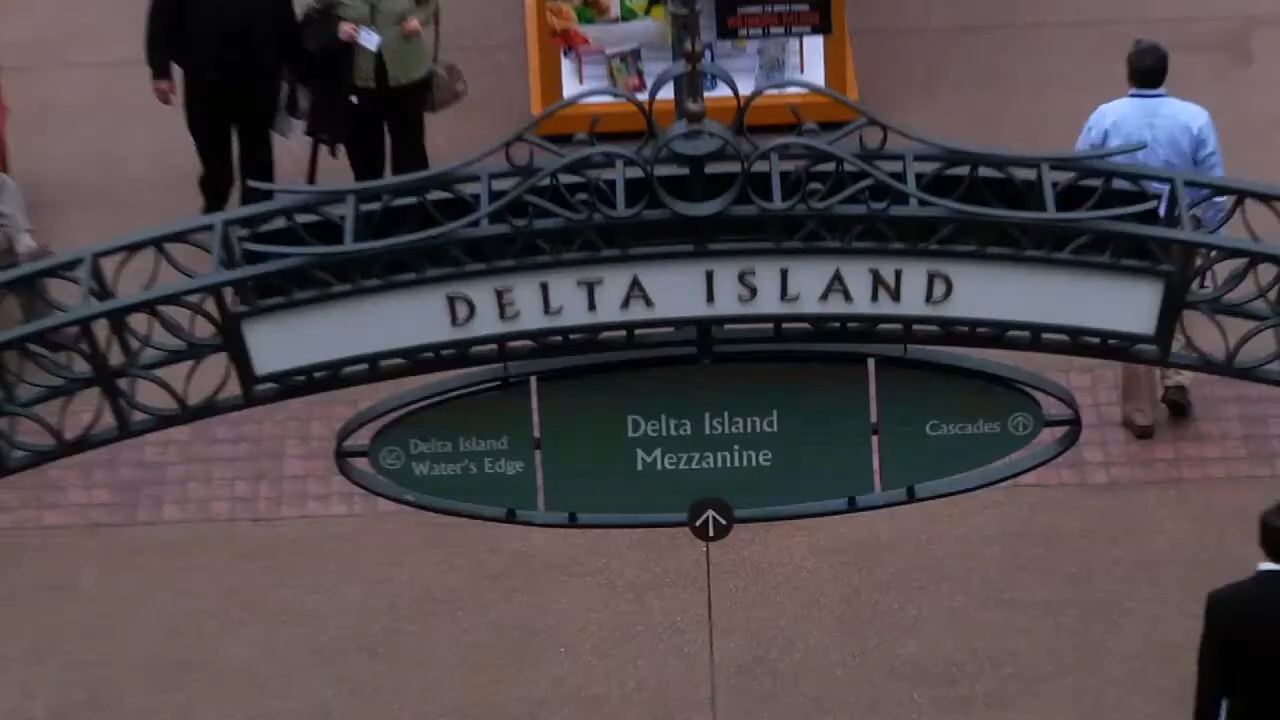 DELTA ISLAND
Delta Island
Water's Edge
Delta Island
Mezzanine
Cascades